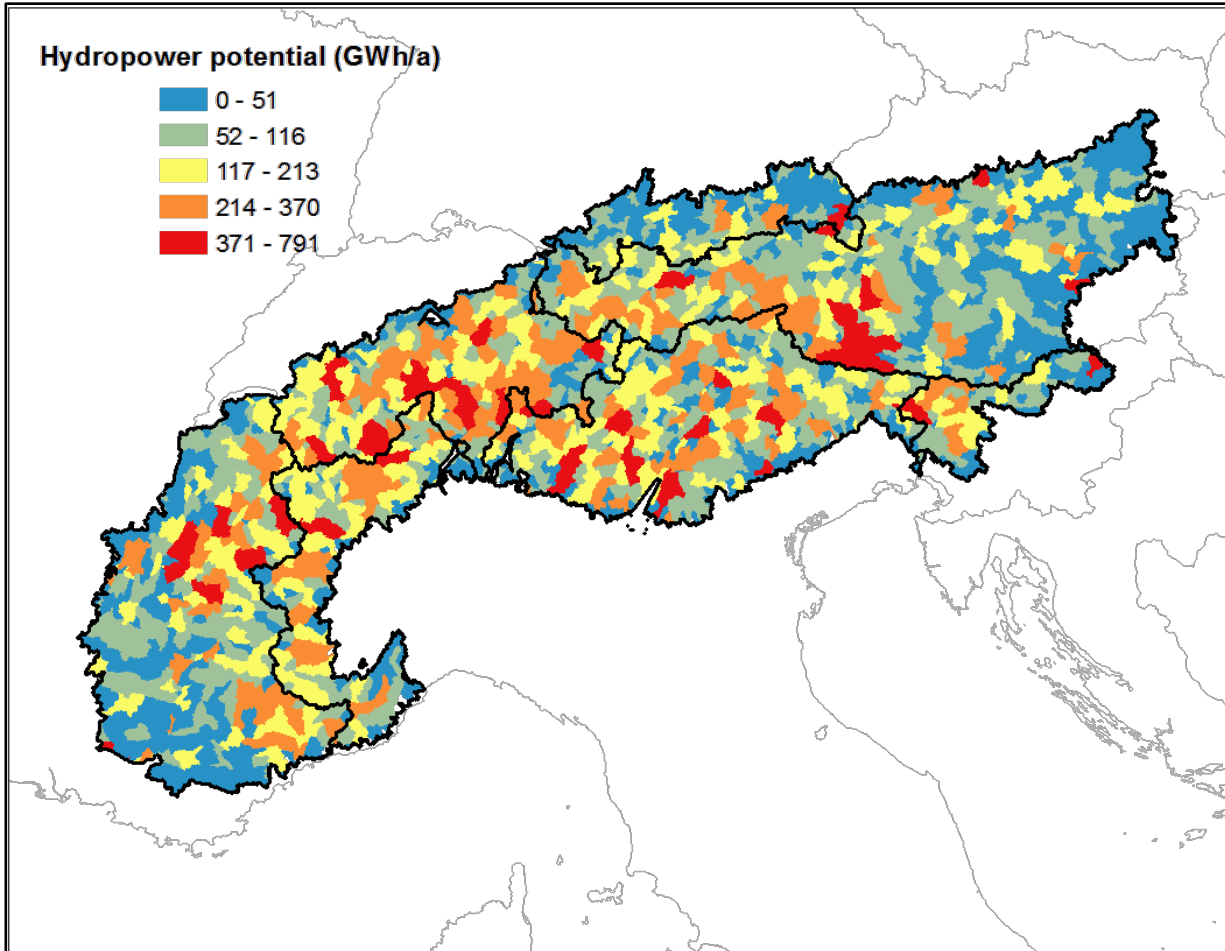 Hydropower potential (GWh/a)
0 - 51
52 - 116
117 - 213
214 - 370
371 - 791